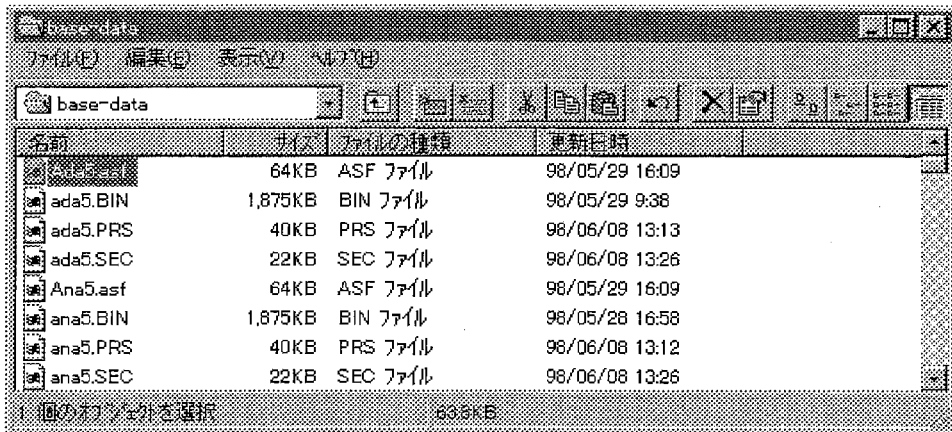 base-data
ファイル(F) 編集(E) 表示(V) ヘルプ(H)
base-data
名前 サイズ ファイルの種類 更新日時
Ada5.asf 64KB ASF ファイル 98/05/29 16:09
ada5.BIN 1,875KB BIN ファイル 98/05/29 9:38
ada5.PRS 40KB PRS ファイル 98/06/08 13:13
ada5.SEC 22KB SEC ファイル 98/06/08 13:26
Ana5.asf 64KB ASF ファイル 98/05/29 16:09
ana5.BIN 1,875KB BIN ファイル 98/05/28 16:58
ana5.PRS 40KB PRS ファイル 98/06/08 13:12
ana5.SEC 22KB SEC ファイル 98/06/08 13:26
1 個のオブジェクトを選択